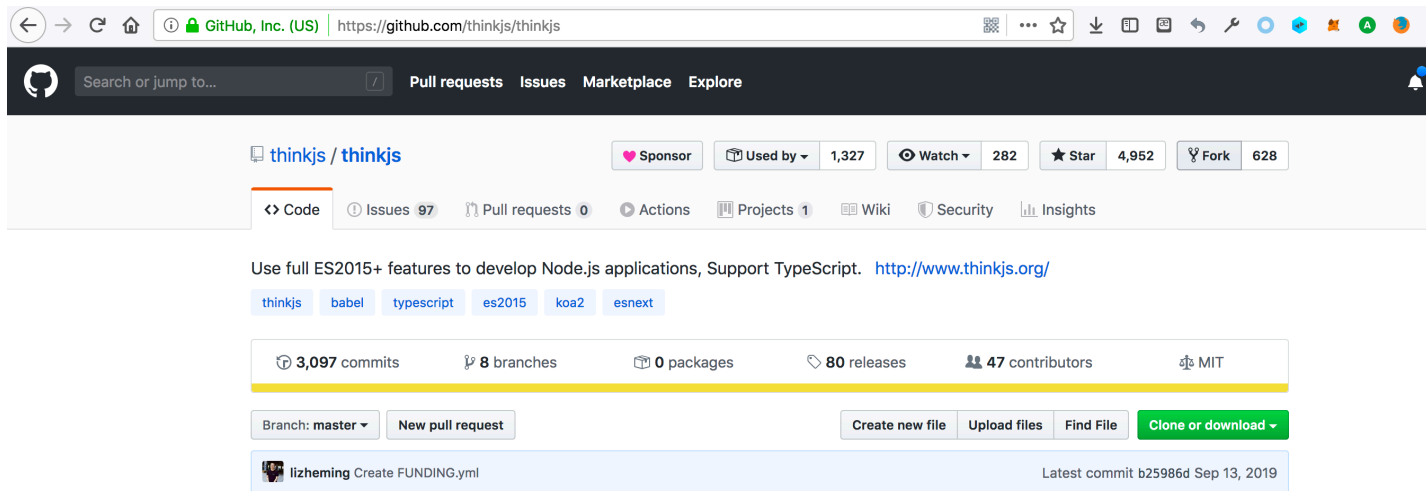 GitHub, Inc. (US) https://github.com/thinkjs/thinkjs
Search or jump to... / Pull requests Issues Marketplace Explore
thinkjs / thinkjs Sponsor Used by 1,327 Watch 282 Star 4,952 Fork 628
Code Issues 97 Pull requests 0 Actions Projects 1 Wiki Security Insights
Use full ES2015+ features to develop Node.js applications, Support TypeScript. http://www.thinkjs.org/
thinkjs babel typescript es2015 koa2 esnext
3,097 commits 8 branches 0 packages 80 releases 47 contributors MIT
Branch: master New pull request Create new file Upload files Find File Clone or download
lizheming Create FUNDING.yml Latest commit b25986d Sep 13, 2019